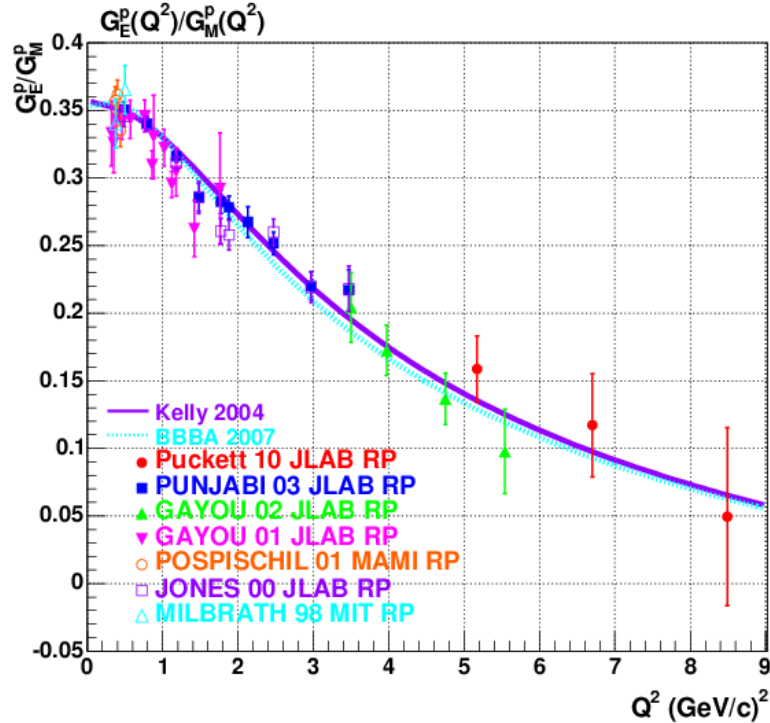 G_E^p(Q^2)/G_M^p(Q^2)
G_E^p/G_M^p
0.4
0.35
0.3
0.25
0.2
0.15
0.1
0.05
0
-0.05
Kelly 2004
BBBA 2007
Puckett 10 JLAB RP
PUNJABI 03 JLAB RP
GAYOU 02 JLAB RP
GAYOU 01 JLAB RP
POSPISCHIL 01 MAMI RP
JONES 00 JLAB RP
MILBRATH 98 MIT RP
0 1 2 3 4 5 6 7 8 9
Q^2 (GeV/c)^2